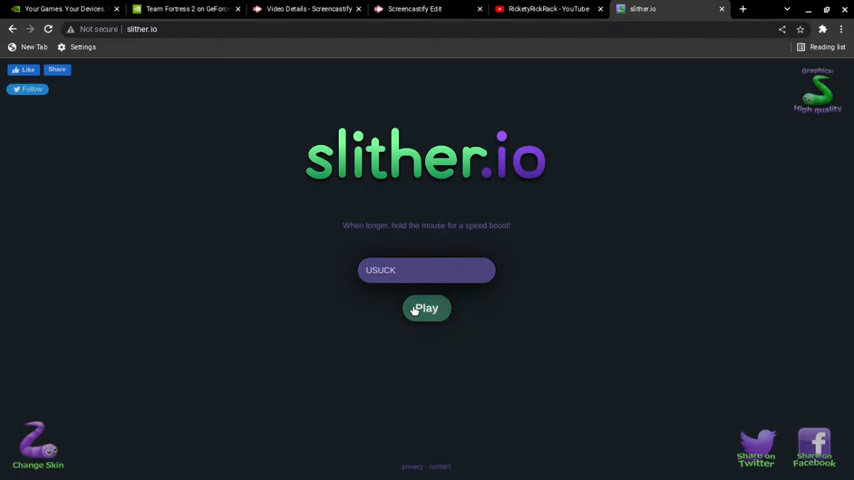 Your Games. Your Devices.
Team Fortress 2 on GeForc
Video Details - Screencastify
Screencastify Edit
RicketyRickRack - YouTube
slither.io
Not secure | slither.io
New Tab
Settings
Reading list
Like
Share
Follow
Graphics:
High quality
slither.io
When longer, hold the mouse for a speed boost!
USUCK
Play
Change Skin
Share on
Twitter
Share on
Facebook
privacy · contact